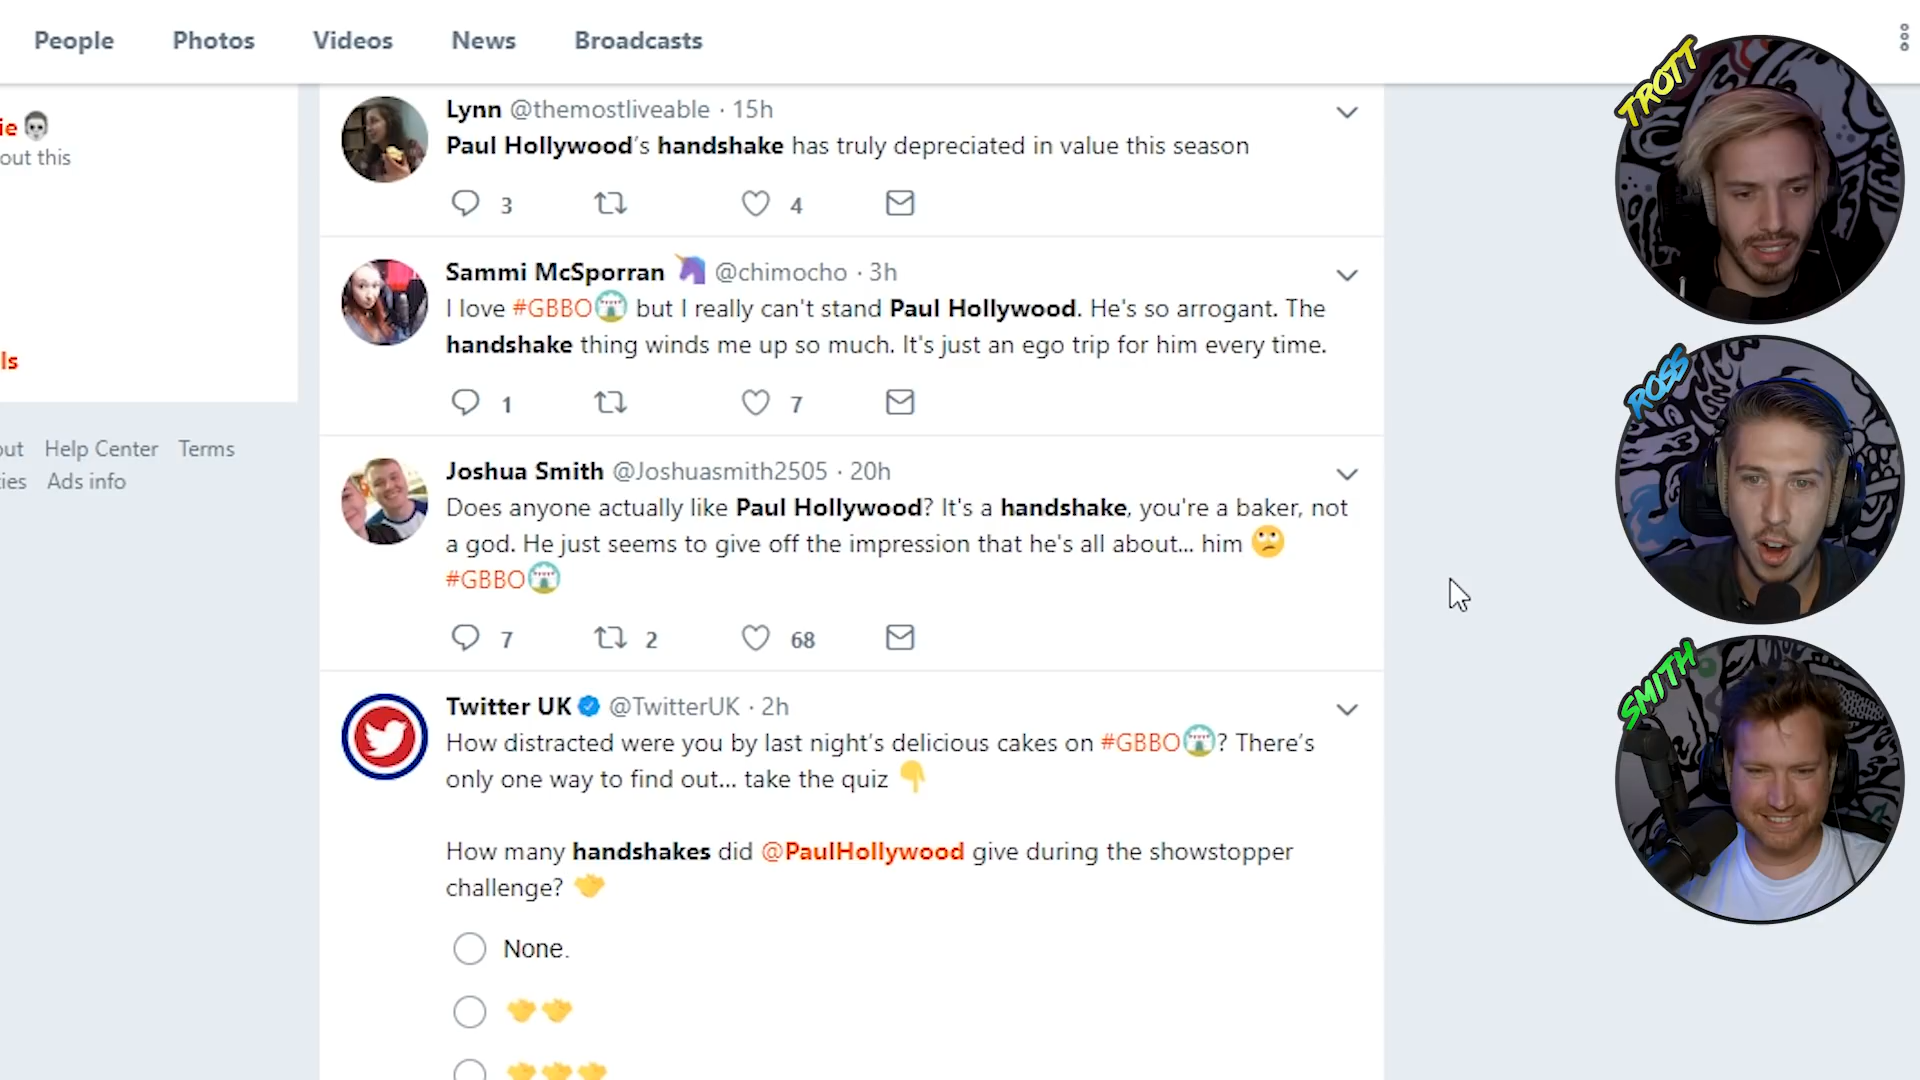 People Photos Videos News Broadcasts
ie
out this
ls
out Help Center Terms
ies Ads info
Lynn @themostliveable · 15h
Paul Hollywood's handshake has truly depreciated in value this season
3 4
Sammi McSporran @chimocho · 3h
I love #GBBO but I really can't stand Paul Hollywood. He's so arrogant. The
handshake thing winds me up so much. It's just an ego trip for him every time.
1 7
Joshua Smith @Joshuasmith2505 · 20h
Does anyone actually like Paul Hollywood? It's a handshake, you're a baker, not
a god. He just seems to give off the impression that he's all about... him
#GBBO
7 2 68
Twitter UK @TwitterUK · 2h
How distracted were you by last night's delicious cakes on #GBBO? There's
only one way to find out... take the quiz
How many handshakes did @PaulHollywood give during the showstopper
challenge?
None.
TROTT
ROSS
SMITH